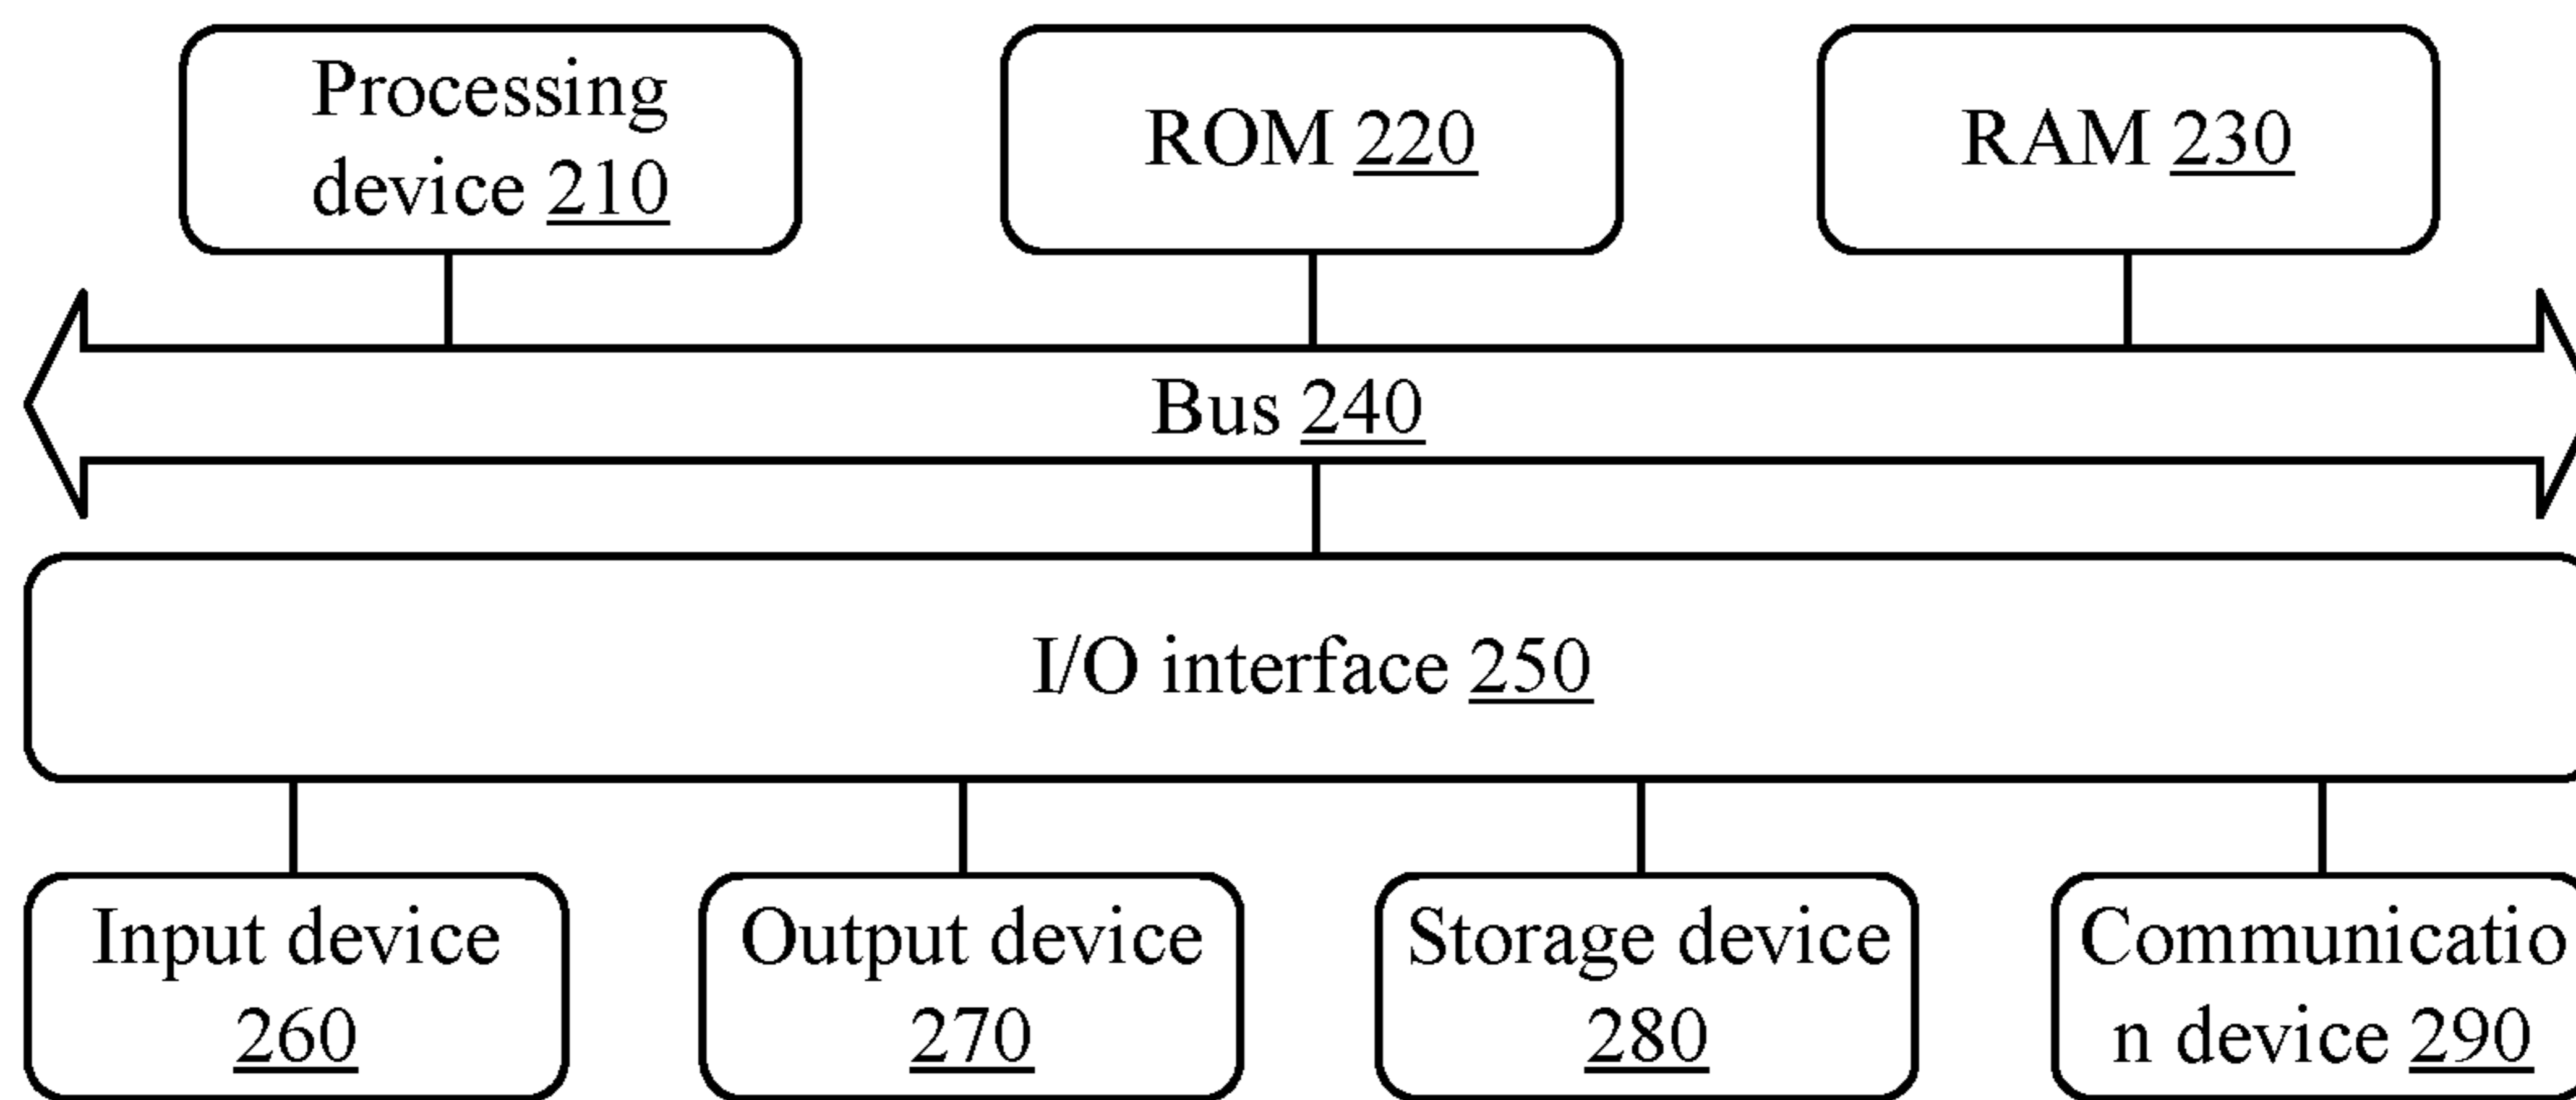 Processing
device 210
ROM 220
RAM 230
Bus 240
I/O interface 250
Input device
260
Output device
270
Storage device
280
Communicatio
n device 290